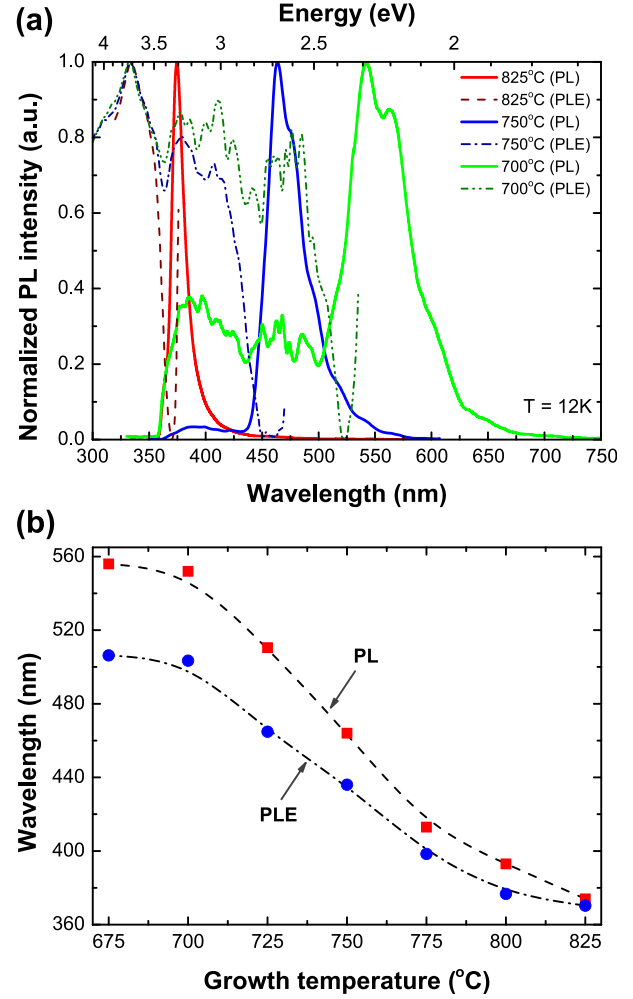 (a)
Energy (eV)
4 3.5 3 2.5 2
Normalized PL intensity (a.u.)
1.0
0.8
0.6
0.4
0.2
0.0
825°C (PL)
825°C (PLE)
750°C (PL)
750°C (PLE)
700°C (PL)
700°C (PLE)
T = 12K
300 350 400 450 500 550 600 650 700 750
Wavelength (nm)
(b)
Wavelength (nm)
560
520
480
440
400
360
PL
PLE
675 700 725 750 775 800 825
Growth temperature (°C)